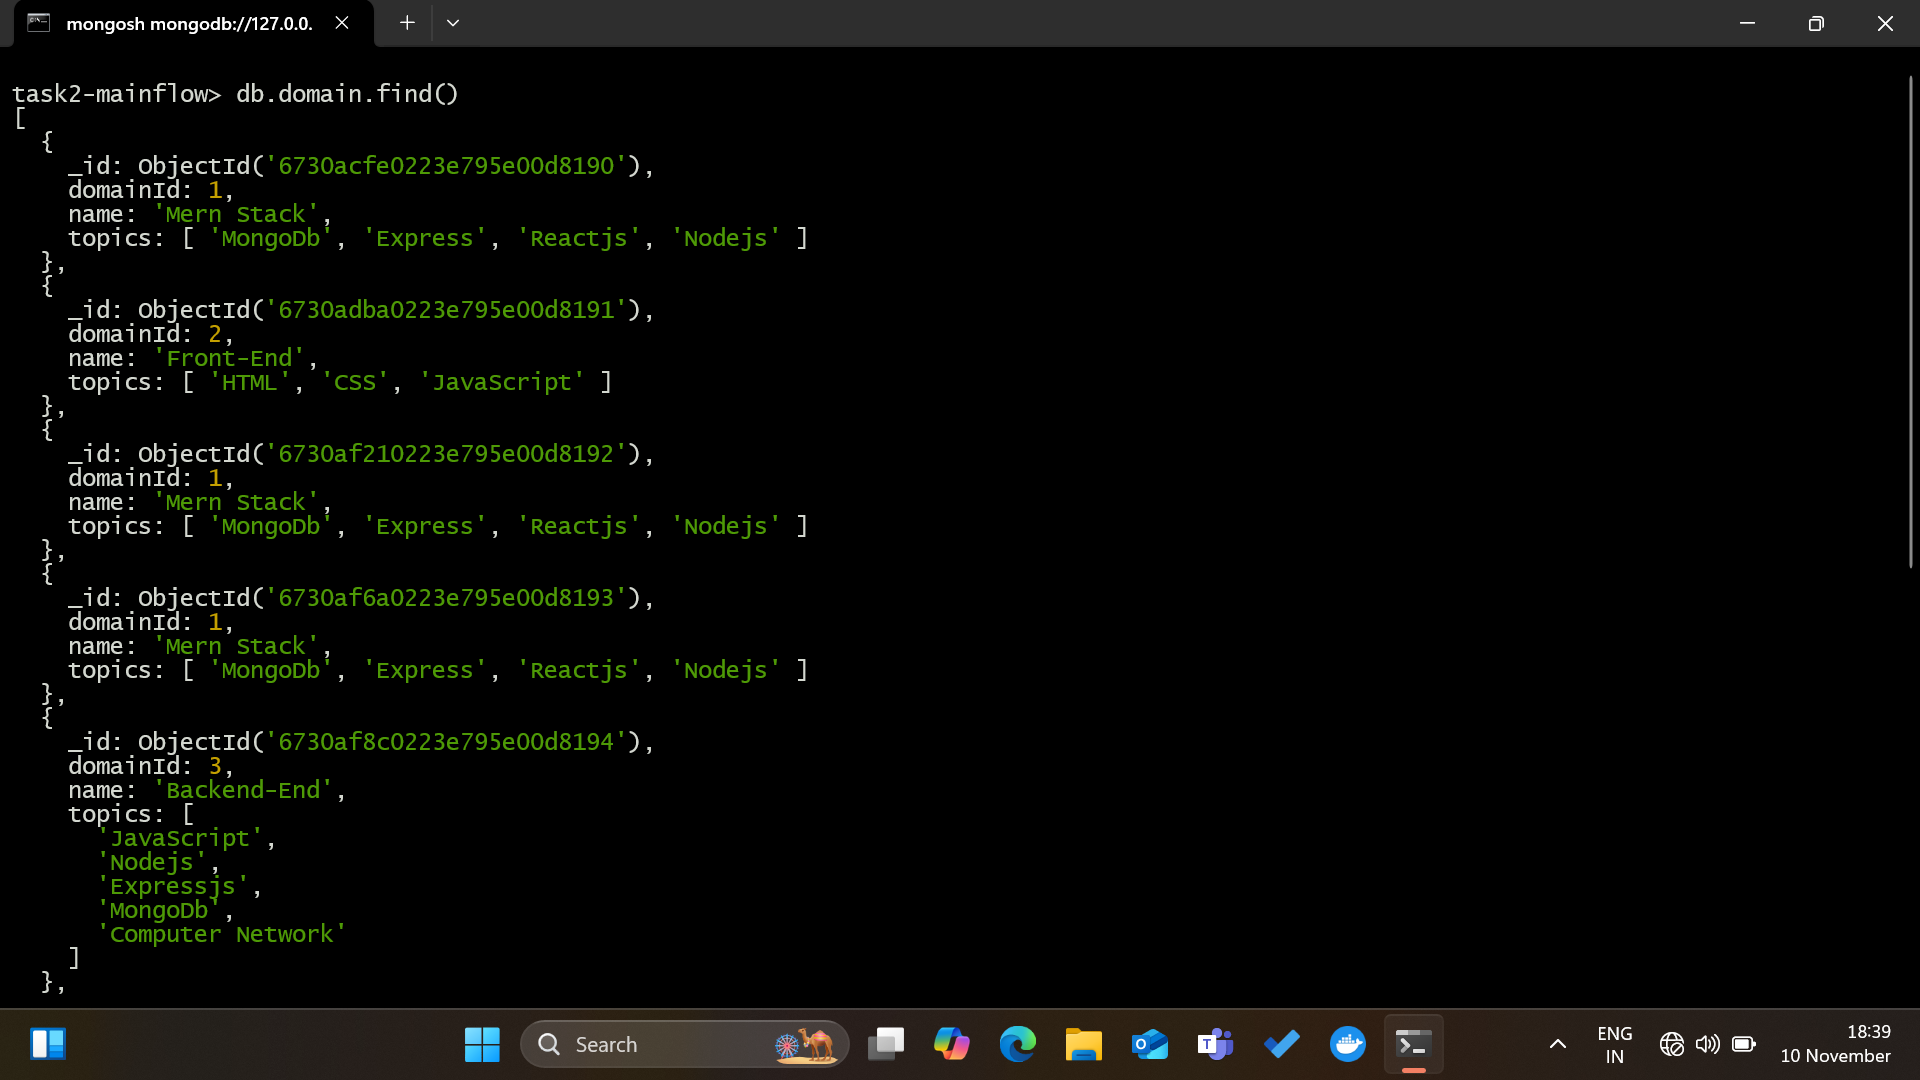 mongosh mongodb://127.0.0.
task2-mainflow> db.domain.find()
[
  {
    _id: ObjectId('6730acfe0223e795e00d8190'),
    domainId: 1,
    name: 'Mern Stack',
    topics: [ 'MongoDb', 'Express', 'Reactjs', 'Nodejs' ]
  },
  {
    _id: ObjectId('6730adba0223e795e00d8191'),
    domainId: 2,
    name: 'Front-End',
    topics: [ 'HTML', 'CSS', 'JavaScript' ]
  },
  {
    _id: ObjectId('6730af210223e795e00d8192'),
    domainId: 1,
    name: 'Mern Stack',
    topics: [ 'MongoDb', 'Express', 'Reactjs', 'Nodejs' ]
  },
  {
    _id: ObjectId('6730af6a0223e795e00d8193'),
    domainId: 1,
    name: 'Mern Stack',
    topics: [ 'MongoDb', 'Express', 'Reactjs', 'Nodejs' ]
  },
  {
    _id: ObjectId('6730af8c0223e795e00d8194'),
    domainId: 3,
    name: 'Backend-End',
    topics: [
      'JavaScript',
      'Nodejs',
      'Expressjs',
      'MongoDb',
      'Computer Network'
    ]
  },
Search
ENG
IN
18:39
10 November